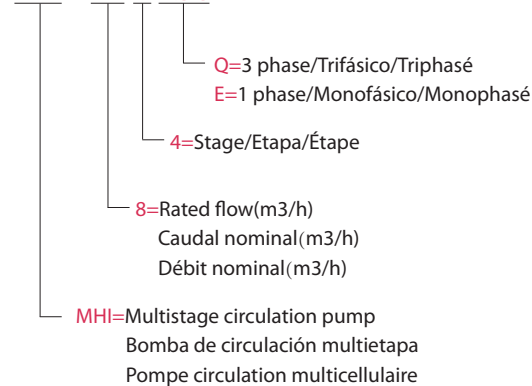 Q=3 phase/Trifásico/Triphasé
E=1 phase/Monofásico/Monophasé
4=Stage/Etapa/Étape
8=Rated flow(m3/h)
Caudal nominal(m3/h)
Débit nominal(m3/h)
MHI=Multistage circulation pump
Bomba de circulación multietapa
Pompe circulation multicellulaire